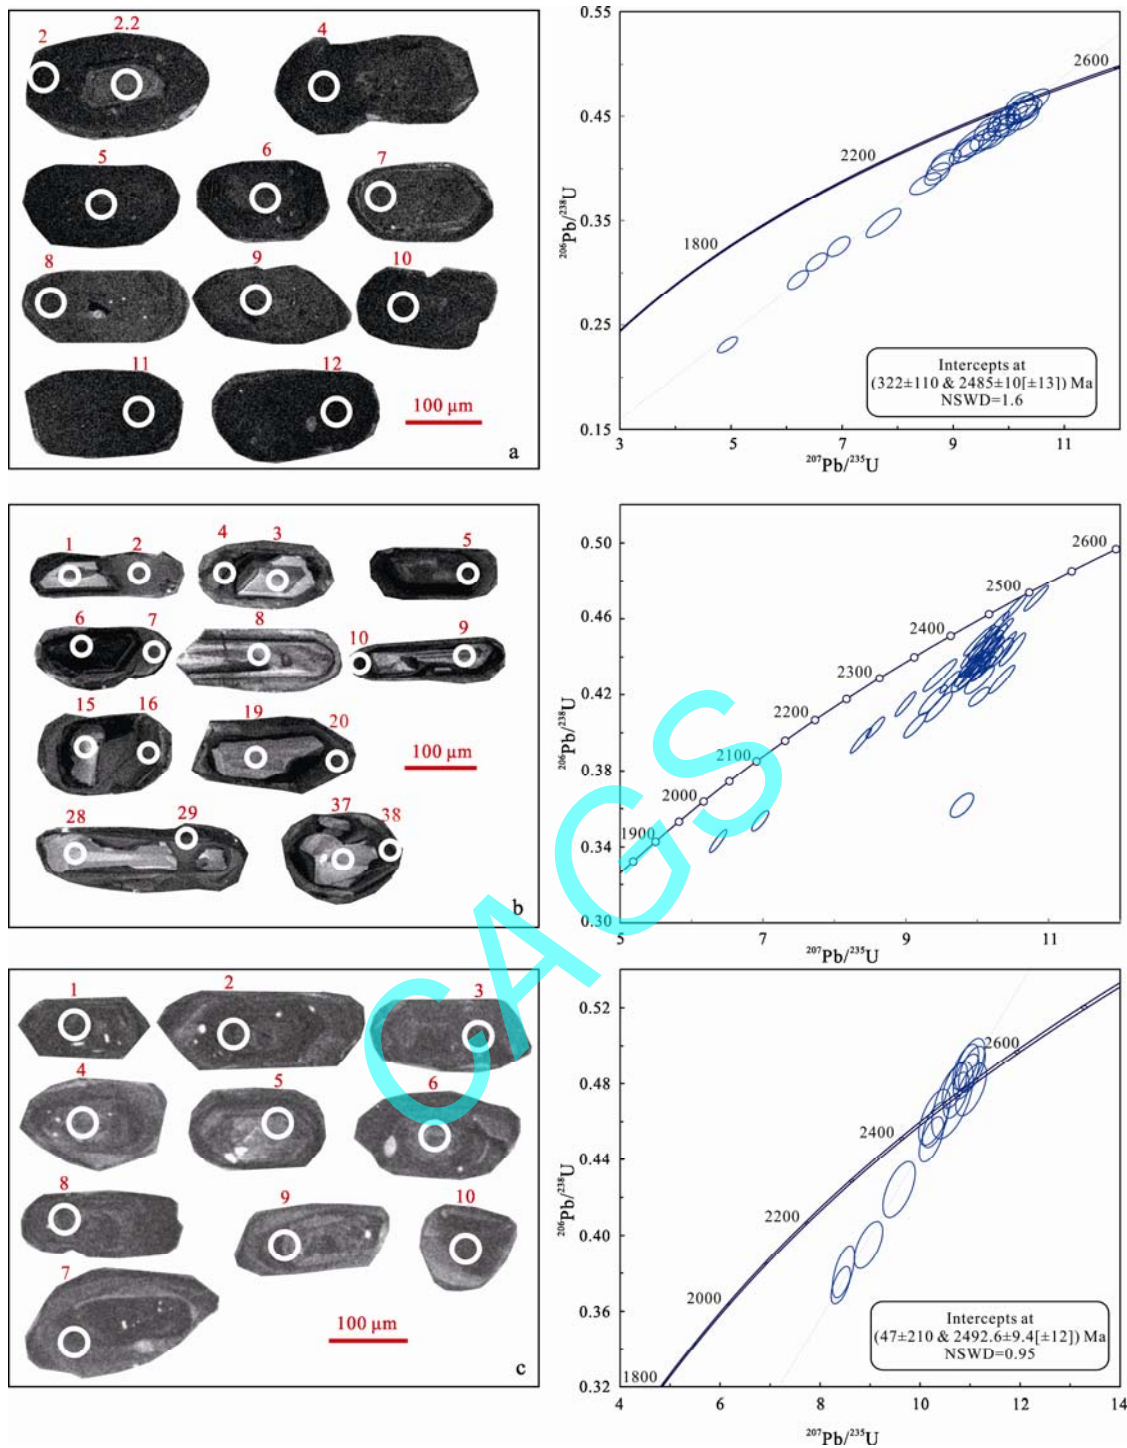 2 2.2 4
5 6 7
8 9 10
11 12
100 μm
a
0.55
0.45
0.35
0.25
0.15
²⁰⁶Pb/²³⁸U
1800
2200
2600
Intercepts at
(322±110 & 2485±10[±13]) Ma
NSWD=1.6
3 5 7 9 11
²⁰⁷Pb/²³⁵U
1 2 4 3 5
6 7 8 10 9
15 16 19 20
100 μm
28 29 37 38
b
0.50
0.46
0.42
0.38
0.34
0.30
²⁰⁶Pb/²³⁸U
1900
2000
2100
2200
2300
2400
2500
2600
5 7 9 11
²⁰⁷Pb/²³⁵U
1 2 3
4 5 6
8 9 10
7
100 μm
c
0.52
0.48
0.44
0.40
0.36
0.32
²⁰⁶Pb/²³⁸U
1800
2000
2200
2400
2600
Intercepts at
(47±210 & 2492.6±9.4[±12]) Ma
NSWD=0.95
4 6 8 10 12 14
²⁰⁷Pb/²³⁵U
CAGS